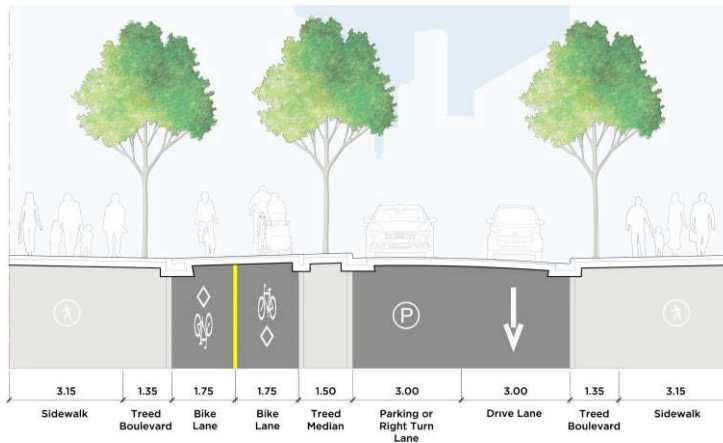 P
3.15 1.35 1.75 1.75 1.50 3.00 3.00 1.35 3.15
Sidewalk
Treed
Boulevard
Bike
Lane
Bike
Lane
Treed
Median
Parking or
Right Turn
Lane
Drive Lane
Treed
Boulevard
Sidewalk